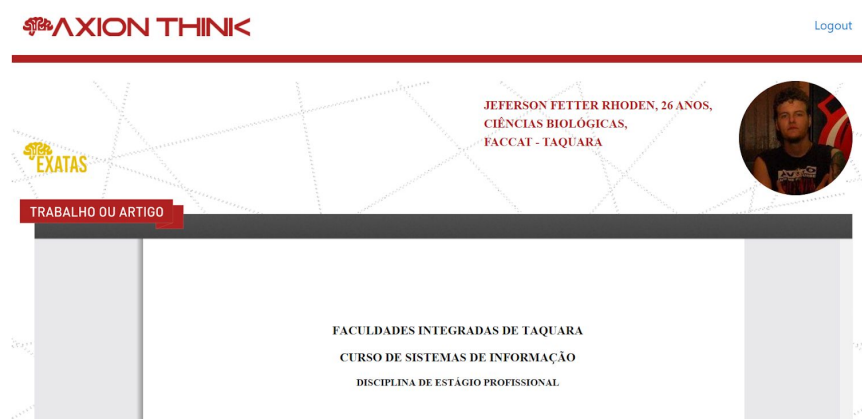 AXION THINK
Logout
JEFERSON FETTER RHODEN, 26 ANOS,
CIÊNCIAS BIOLÓGICAS,
FACCAT - TAQUARA
EXATAS
TRABALHO OU ARTIGO
FACULDADES INTEGRADAS DE TAQUARA
CURSO DE SISTEMAS DE INFORMAÇÃO
DISCIPLINA DE ESTÁGIO PROFISSIONAL